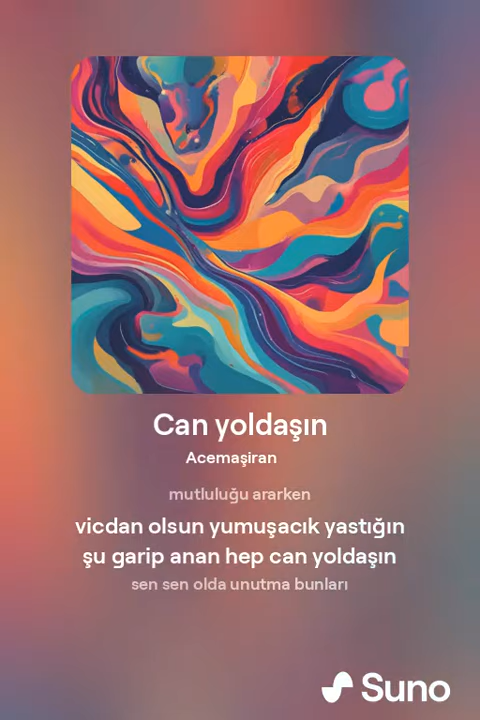 Can yoldaşın
Acemaşiran
mutluluğu ararken
vicdan olsun yumuşacık yastığın
şu garip anan hep can yoldaşın
sen sen olda unutma bunları
Suno